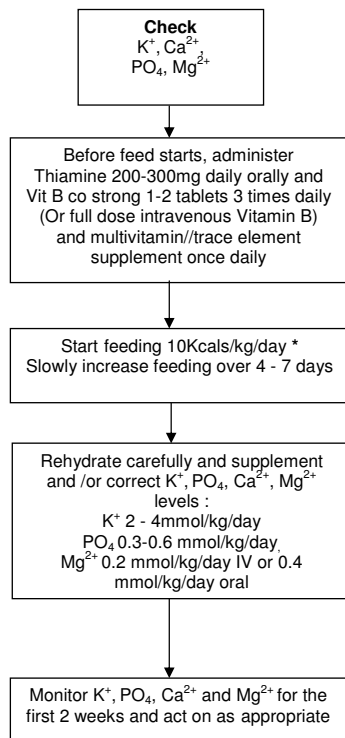 Check
K⁺, Ca²⁺,
PO₄, Mg²⁺
Before feed starts, administer
Thiamine 200-300mg daily orally and
Vit B co strong 1-2 tablets 3 times daily
(Or full dose intravenous Vitamin B)
and multivitamin//trace element
supplement once daily
Start feeding 10Kcals/kg/day *
Slowly increase feeding over 4 - 7 days
Rehydrate carefully and supplement
and /or correct K⁺, PO₄, Ca²⁺, Mg²⁺
levels :
K⁺ 2 - 4mmol/kg/day
PO₄ 0.3-0.6 mmol/kg/day,
Mg²⁺ 0.2 mmol/kg/day IV or 0.4
mmol/kg/day oral
Monitor K⁺, PO₄, Ca²⁺ and Mg²⁺ for the
first 2 weeks and act on as appropriate